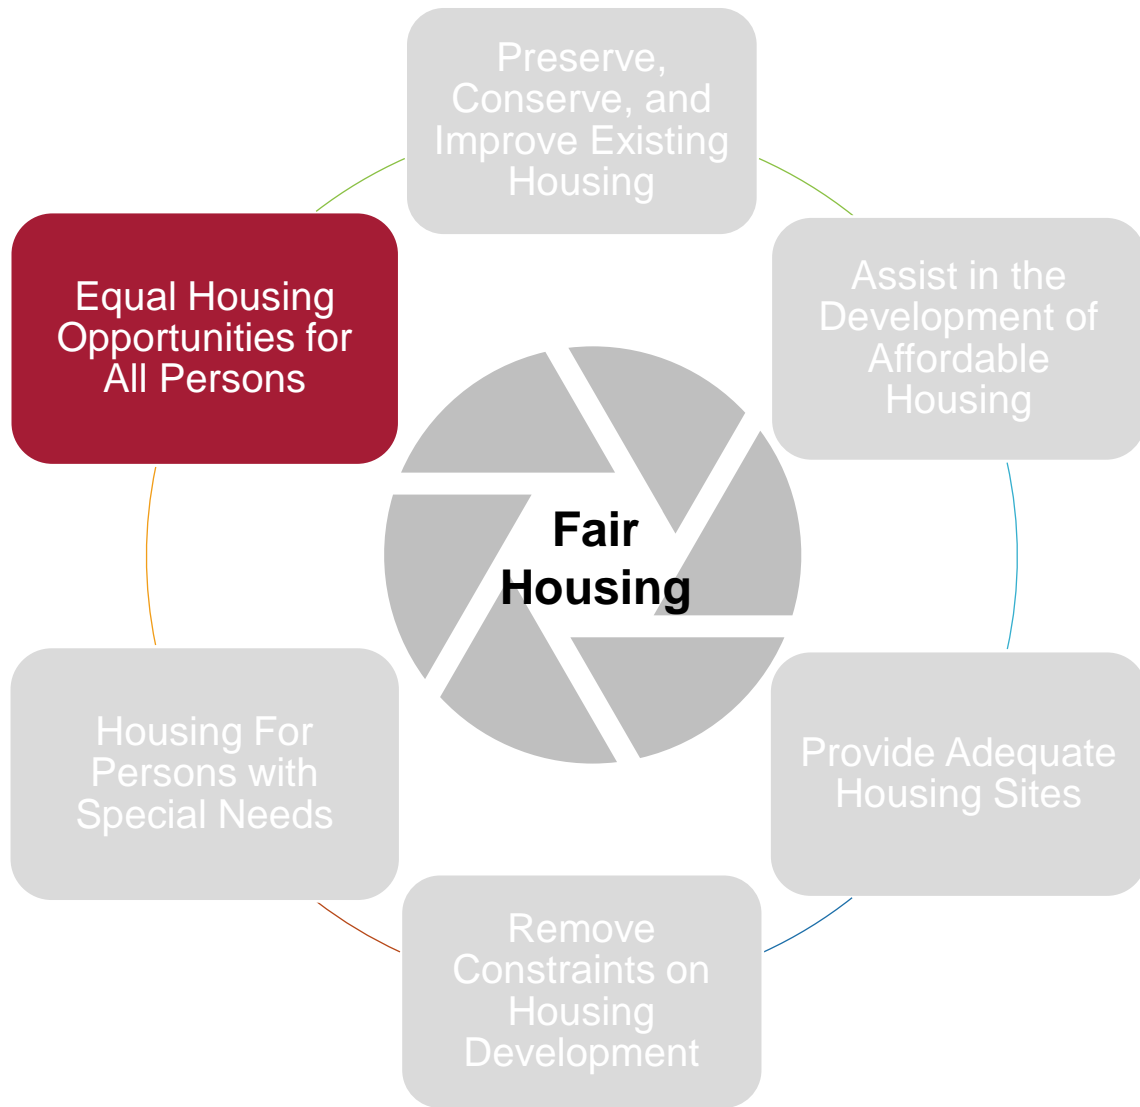 Preserve,
Conserve, and
Improve Existing
Housing
Assist in the
Development of
Affordable
Housing
Provide Adequate
Housing Sites
Remove
Constraints on
Housing
Development
Housing For
Persons with
Special Needs
Equal Housing
Opportunities for
All Persons
Fair
Housing